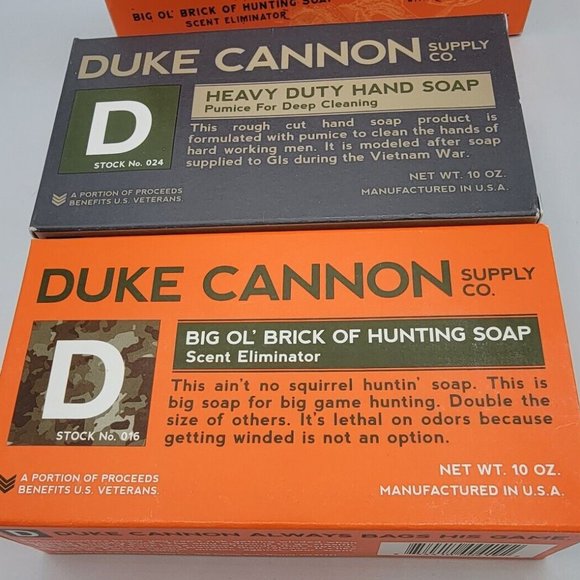 BIG OL' BRICK OF HUNTING SOAP
SCENT ELIMINATOR
DUKE CANNON SUPPLY CO.
HEAVY DUTY HAND SOAP
Pumice For Deep Cleaning
D
STOCK No. 024
This rough cut hand soap product is
formulated with pumice to clean the hands of
hard working men. It is modeled after soap
supplied to GIs during the Vietnam War.
A PORTION OF PROCEEDS
BENEFITS U.S. VETERANS.
NET WT. 10 OZ.
MANUFACTURED IN U.S.A.
DUKE CANNON SUPPLY CO.
BIG OL' BRICK OF HUNTING SOAP
Scent Eliminator
D
STOCK No. 016
This ain't no squirrel huntin' soap. This is
big soap for big game hunting. Double the
size of others. It's lethal on odors because
getting winded is not an option.
A PORTION OF PROCEEDS
BENEFITS U.S. VETERANS.
NET WT. 10 OZ.
MANUFACTURED IN U.S.A.
D
DUKE CANNON ALWAYS BAGS HIS GAME